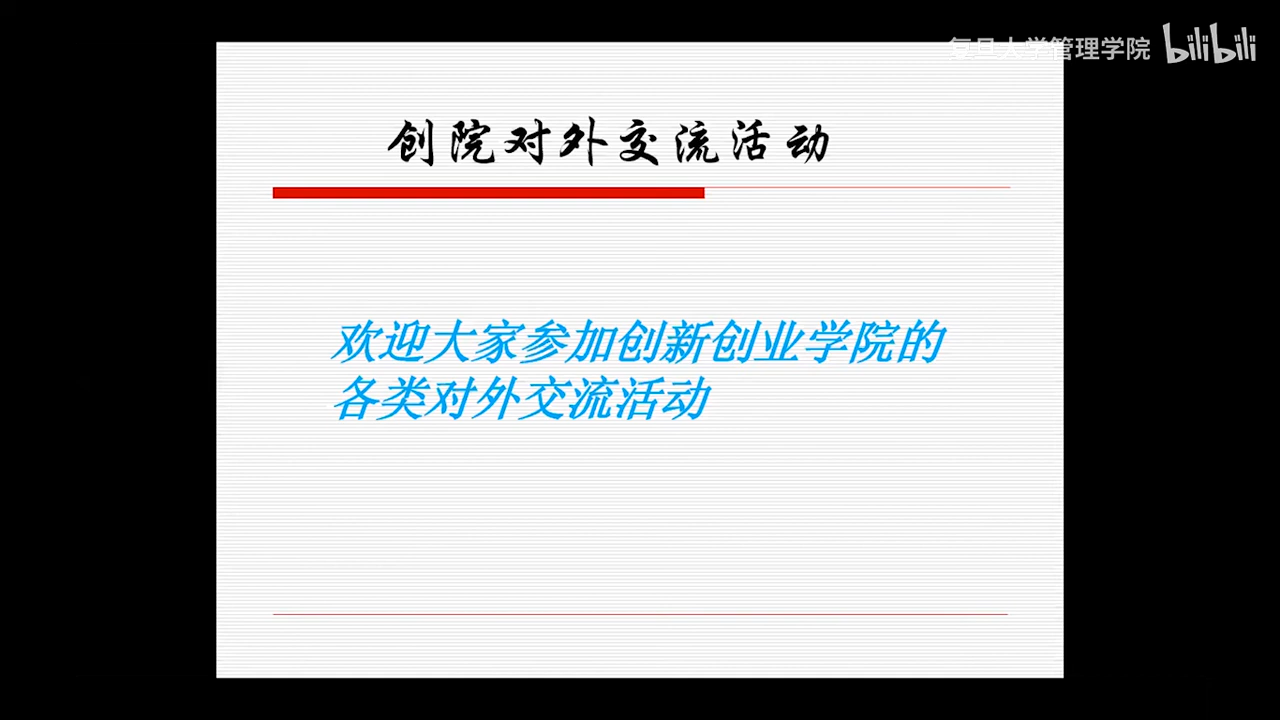 复旦大学管理学院 bilibili
创院对外交流活动
欢迎大家参加创新创业学院的
各类对外交流活动